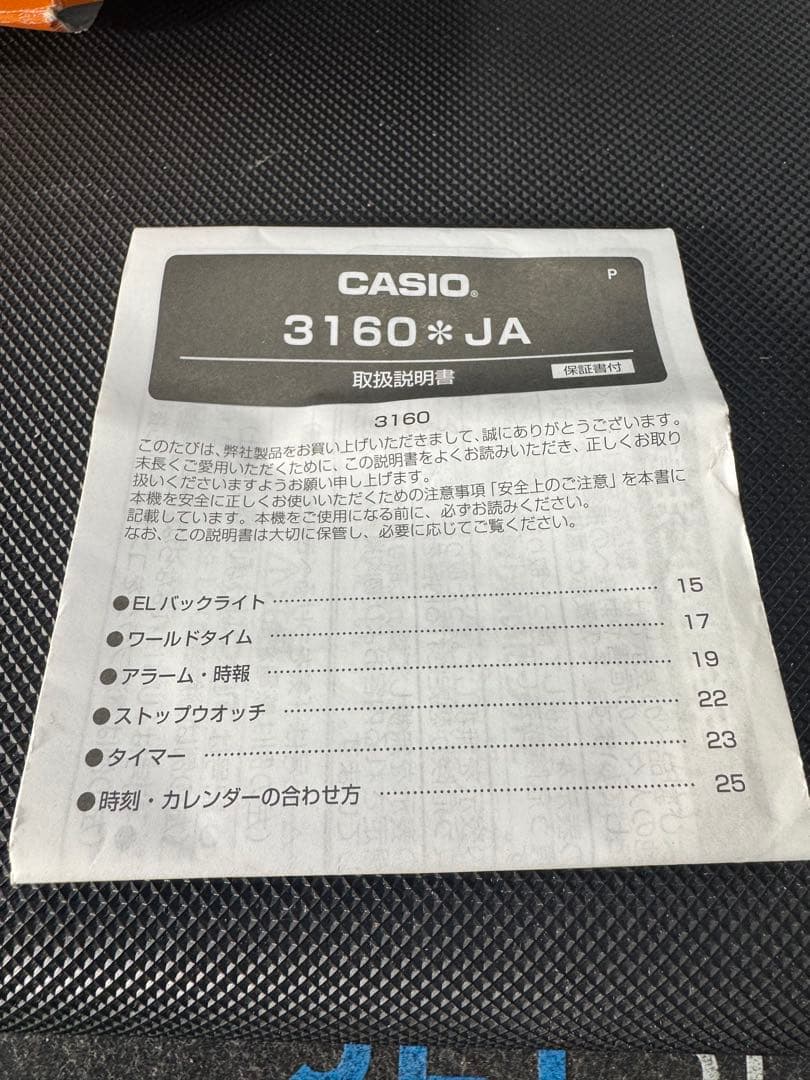 CASIO®
P
3160＊JA
取扱説明書
保証書付
3160
このたびは、弊社製品をお買い上げいただきまして、誠にありがとうございます。
末長くご愛用いただくために、この説明書をよくお読みいただき、正しくお取り
扱いくださいますようお願い申し上げます。
本機を安全に正しくお使いいただくための注意事項「安全上のご注意」を本書に
記載しています。本機をご使用になる前に、必ずお読みください。
なお、この説明書は大切に保管し、必要に応じてご覧ください。
●ELバックライト ………………………… 15
●ワールドタイム ………………………… 17
●アラーム・時報 ………………………… 19
●ストップウオッチ ………………………… 22
●タイマー ………………………… 23
●時刻・カレンダーの合わせ方 ………………………… 25